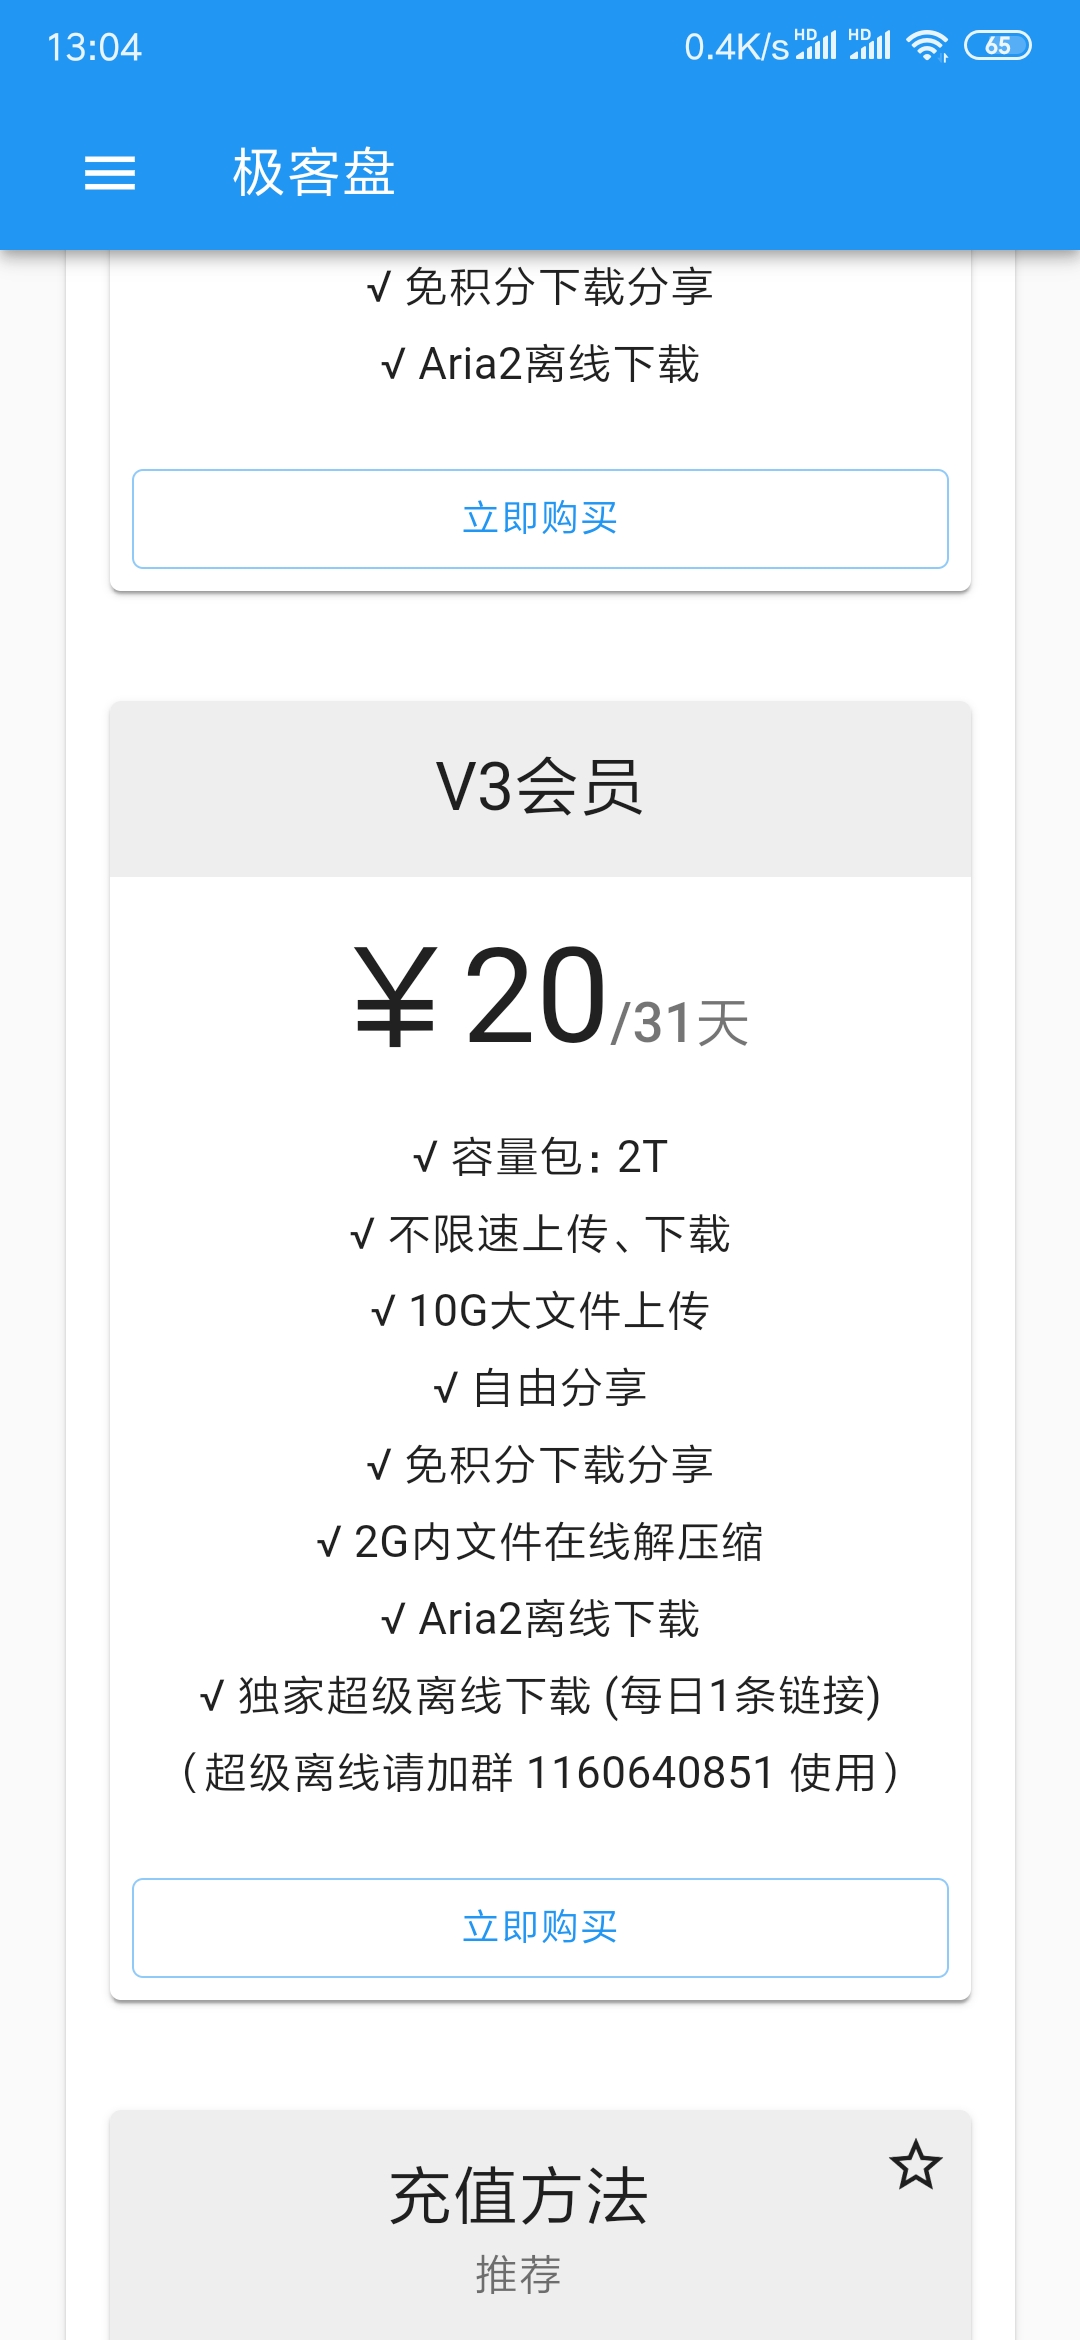 13:04 0.4K/s HD HD 65
极客盘
√ 免积分下载分享
√ Aria2离线下载
立即购买
V3会员
￥20/31天
√ 容量包：2T
√ 不限速上传、下载
√ 10G大文件上传
√ 自由分享
√ 免积分下载分享
√ 2G内文件在线解压缩
√ Aria2离线下载
√ 独家超级离线下载 (每日1条链接)
（超级离线请加群 1160640851 使用）
立即购买
充值方法
推荐